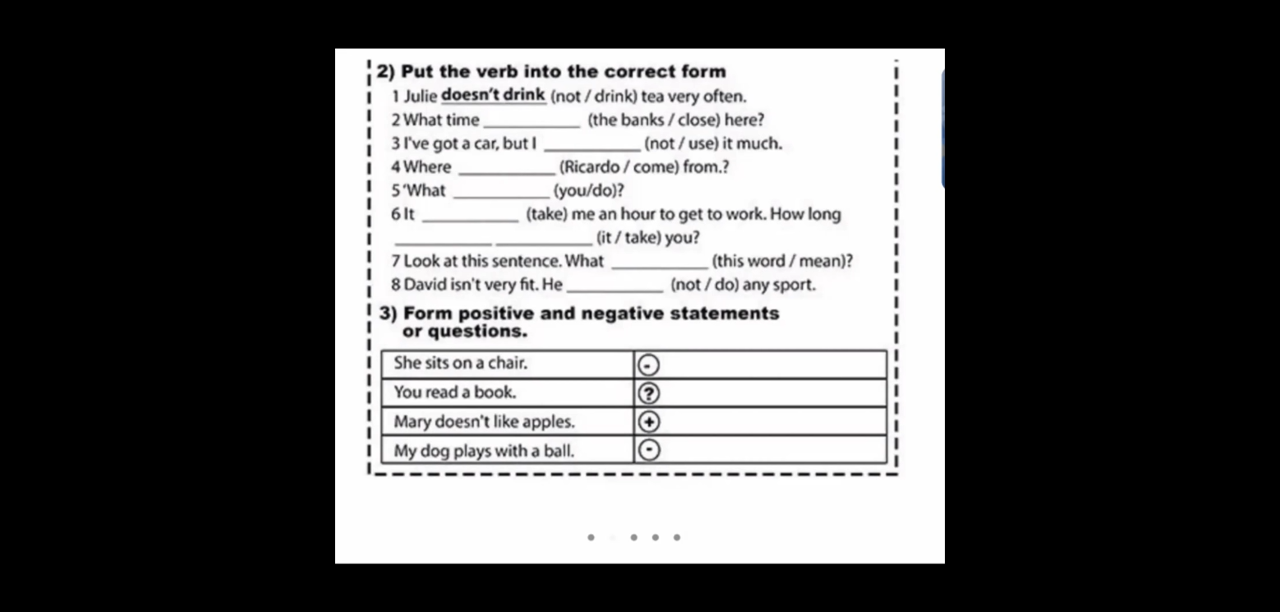 2) Put the verb into the correct form
1 Julie doesn't drink (not / drink) tea very often.
2 What time __________ (the banks / close) here?
3 I've got a car, but I __________ (not / use) it much.
4 Where __________ (Ricardo / come) from.?
5 'What __________ (you/do)?
6 It __________ (take) me an hour to get to work. How long
__________ __________ (it / take) you?
7 Look at this sentence. What __________ (this word / mean)?
8 David isn't very fit. He __________ (not / do) any sport.
3) Form positive and negative statements
or questions.
She sits on a chair. -
You read a book. ?
Mary doesn't like apples. +
My dog plays with a ball. -